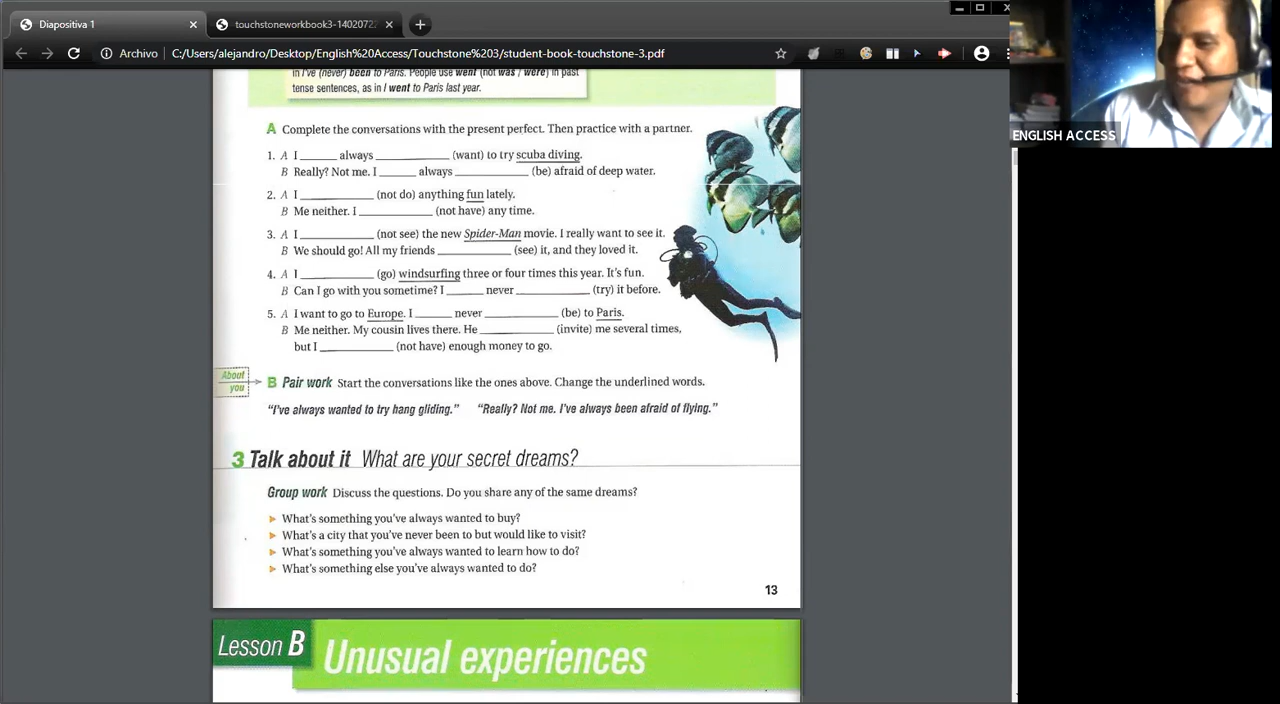 Diapositiva 1
touchstoneworkbook3-1402072
Archivo
C:/Users/alejandro/Desktop/English%20Access/Touchstone%203/student-book-touchstone-3.pdf
ENGLISH ACCESS
in I've (never) been to Paris. People use went (not was / were) in past
tense sentences, as in I went to Paris last year.
A Complete the conversations with the present perfect. Then practice with a partner.
1. A I ______ always ____________ (want) to try scuba diving.
B Really? Not me. I ______ always ____________ (be) afraid of deep water.
2. A I ____________ (not do) anything fun lately.
B Me neither. I ____________ (not have) any time.
3. A I ____________ (not see) the new Spider-Man movie. I really want to see it.
B We should go! All my friends ____________ (see) it, and they loved it.
4. A I ____________ (go) windsurfing three or four times this year. It's fun.
B Can I go with you sometime? I ______ never ____________ (try) it before.
5. A I want to go to Europe. I ______ never ____________ (be) to Paris.
B Me neither. My cousin lives there. He ____________ (invite) me several times,
but I ____________ (not have) enough money to go.
About
you
B Pair work Start the conversations like the ones above. Change the underlined words.
"I've always wanted to try hang gliding." "Really? Not me. I've always been afraid of flying."
3 Talk about it What are your secret dreams?
Group work Discuss the questions. Do you share any of the same dreams?
What's something you've always wanted to buy?
What's a city that you've never been to but would like to visit?
What's something you've always wanted to learn how to do?
What's something else you've always wanted to do?
13
Lesson B Unusual experiences